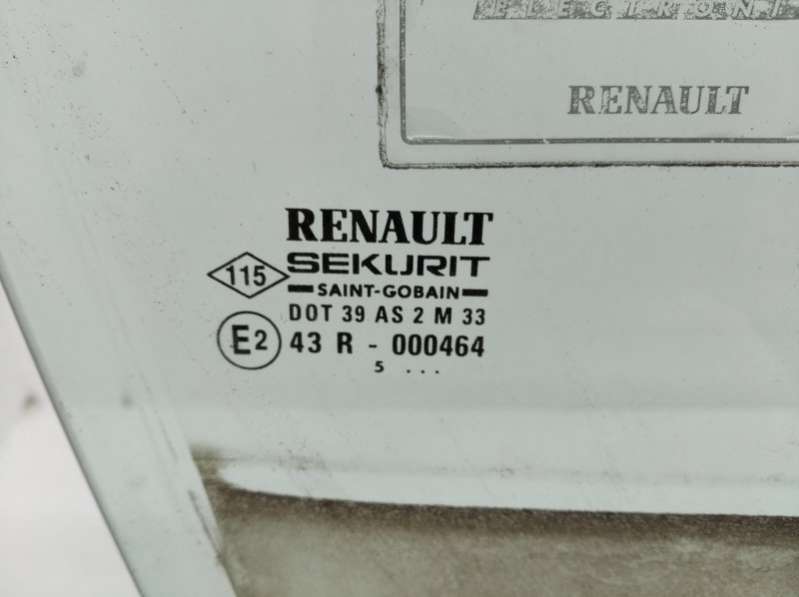 RENAULT
RENAULT
115 SEKURIT
SAINT-GOBAIN
DOT 39 AS 2 M 33
E2 43 R - 000464
5 ...